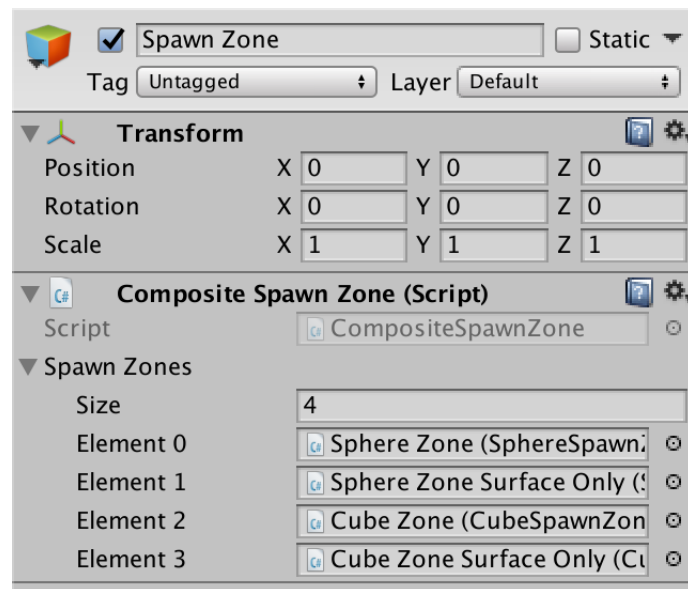 Spawn Zone Static
Tag Untagged Layer Default
Transform
Position X 0 Y 0 Z 0
Rotation X 0 Y 0 Z 0
Scale X 1 Y 1 Z 1
C# Composite Spawn Zone (Script)
Script C# CompositeSpawnZone
Spawn Zones
Size 4
Element 0 C# Sphere Zone (SphereSpawnZ
Element 1 C# Sphere Zone Surface Only (S
Element 2 C# Cube Zone (CubeSpawnZon
Element 3 C# Cube Zone Surface Only (Cu